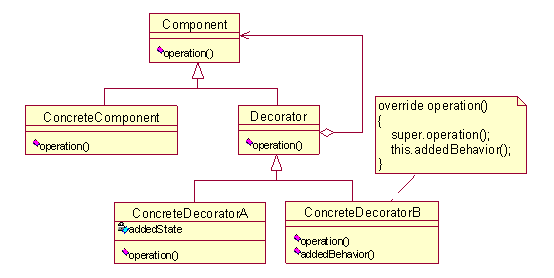 Component
operation()
ConcreteComponent
operation()
Decorator
operation()
override operation()
{
super.operation();
this.addedBehavior();
}
ConcreteDecoratorA
addedState
operation()
ConcreteDecoratorB
operation()
addedBehavior()